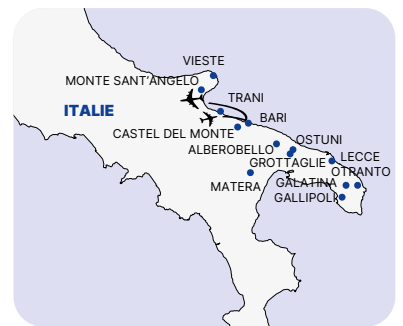 VIESTE
MONTE SANT'ANGELO
TRANI
ITALIE
BARI
CASTEL DEL MONTE
OSTUNI
ALBEROBELLO
LECCE
GROTTAGLIE
OTRANTO
MATERA
GALATINA
GALLIPOLI